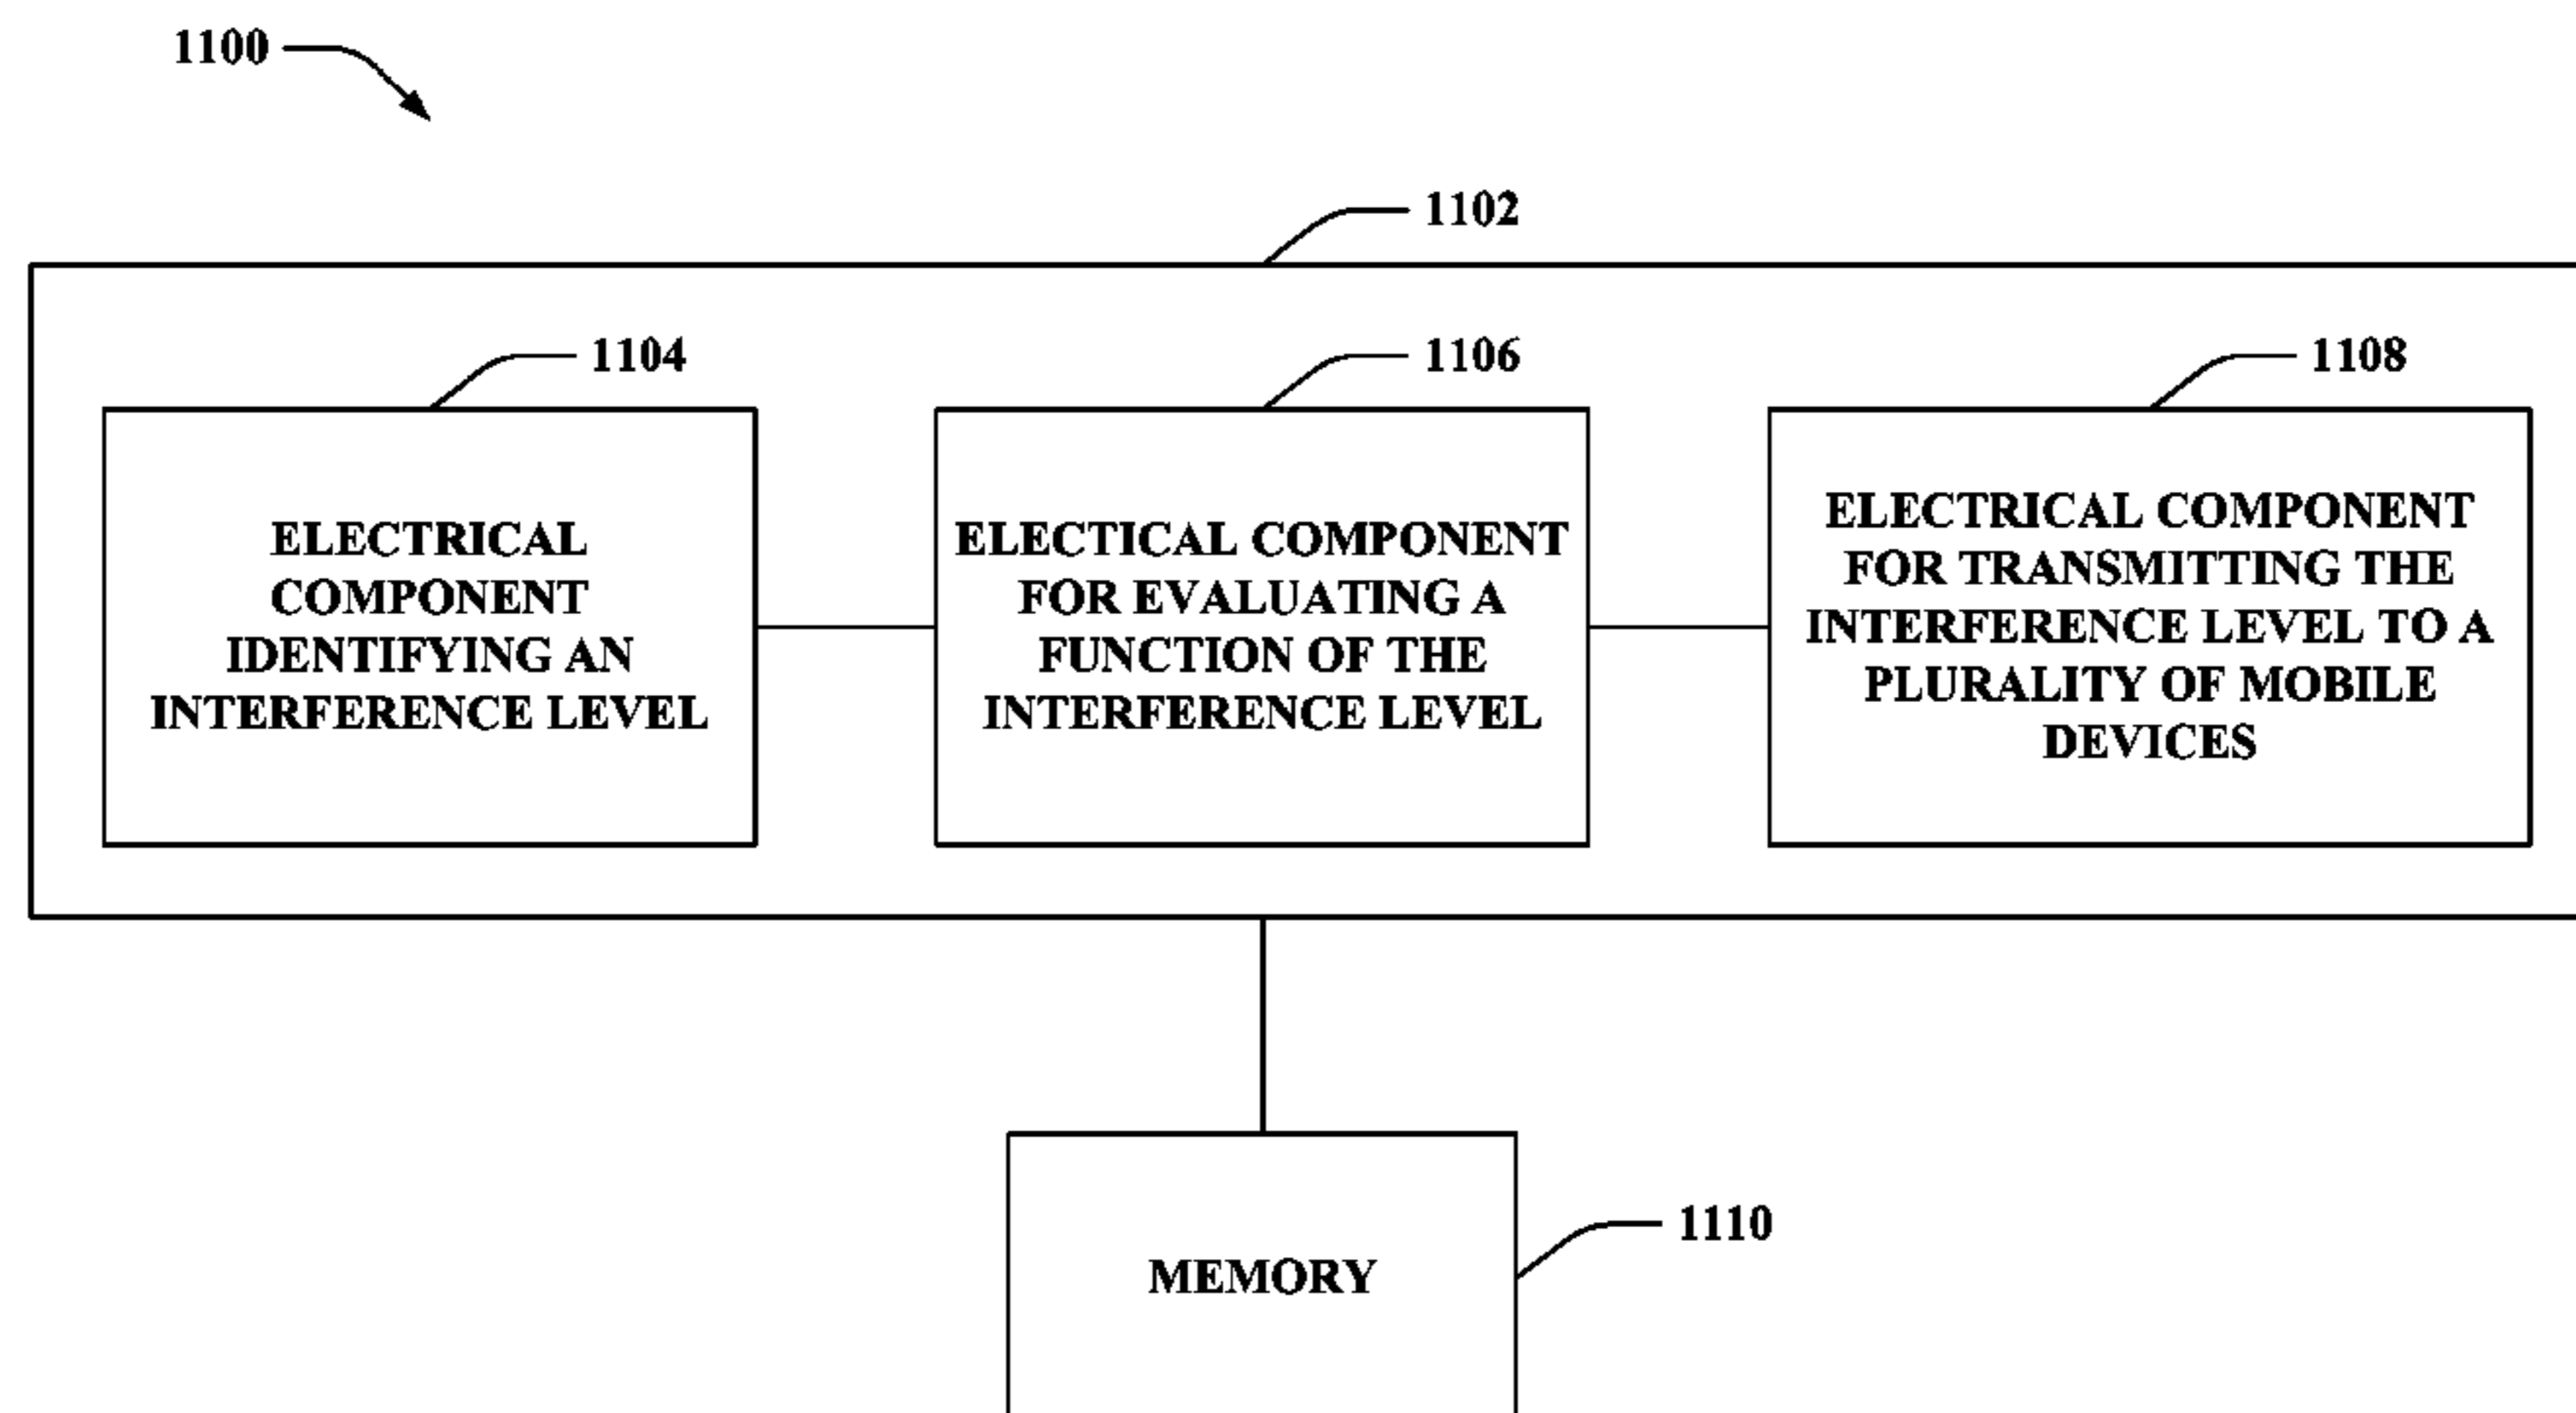 1100
1102
1104
1106
1108
ELECTRICAL
COMPONENT
IDENTIFYING AN
INTERFERENCE LEVEL
ELECTICAL COMPONENT
FOR EVALUATING A
FUNCTION OF THE
INTERFERENCE LEVEL
ELECTRICAL COMPONENT
FOR TRANSMITTING THE
INTERFERENCE LEVEL TO A
PLURALITY OF MOBILE
DEVICES
1110
MEMORY